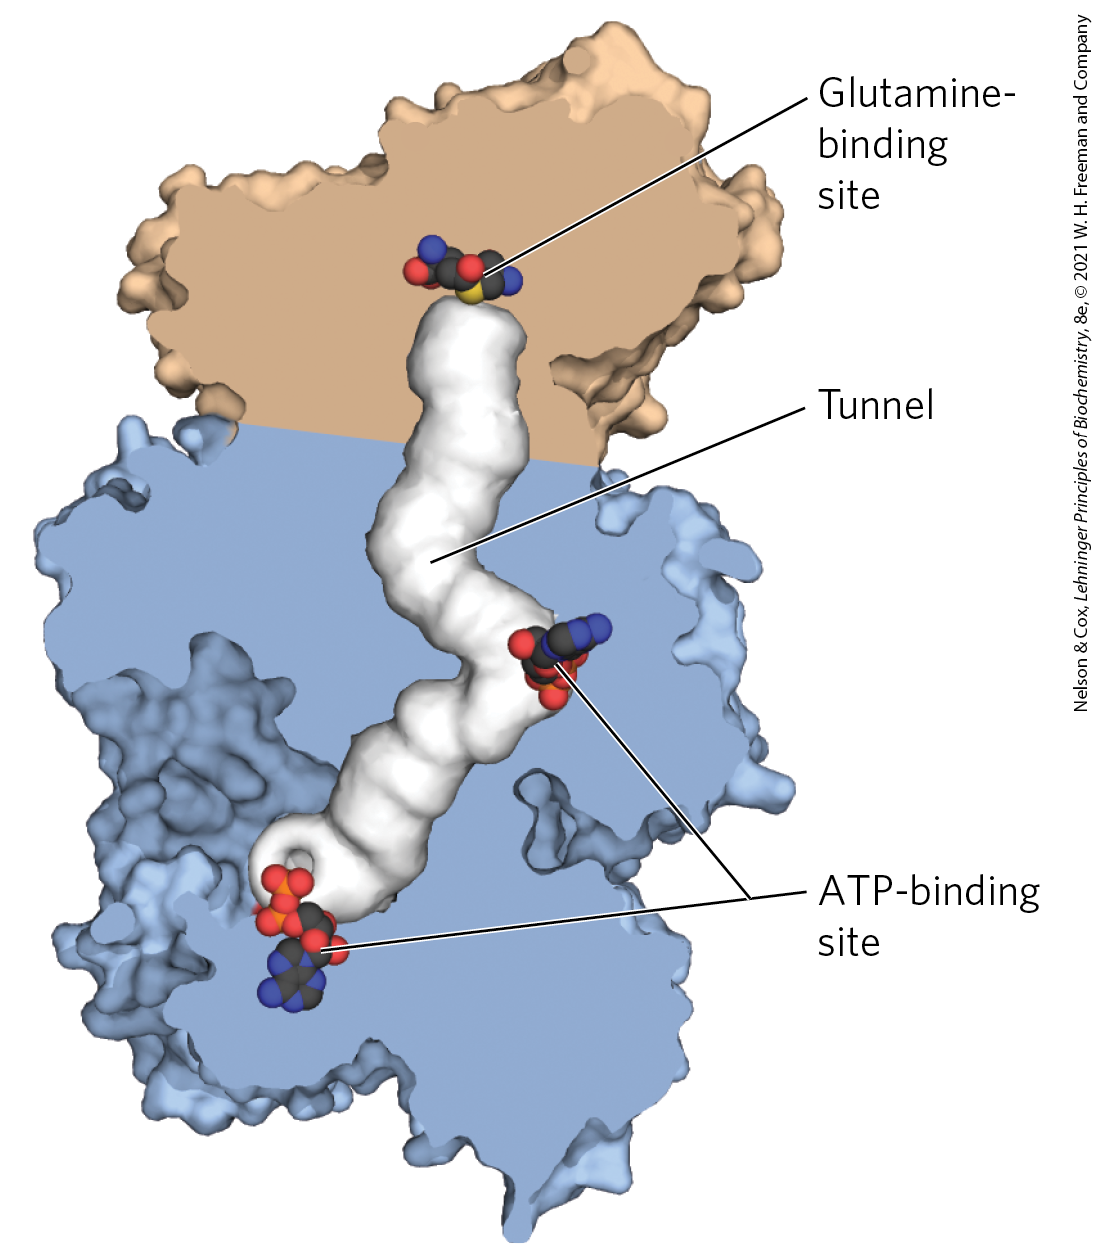 Glutamine-
binding
site
Tunnel
ATP-binding
site
Nelson & Cox, Lehninger Principles of Biochemistry, 8e, © 2021 W. H. Freeman and Company